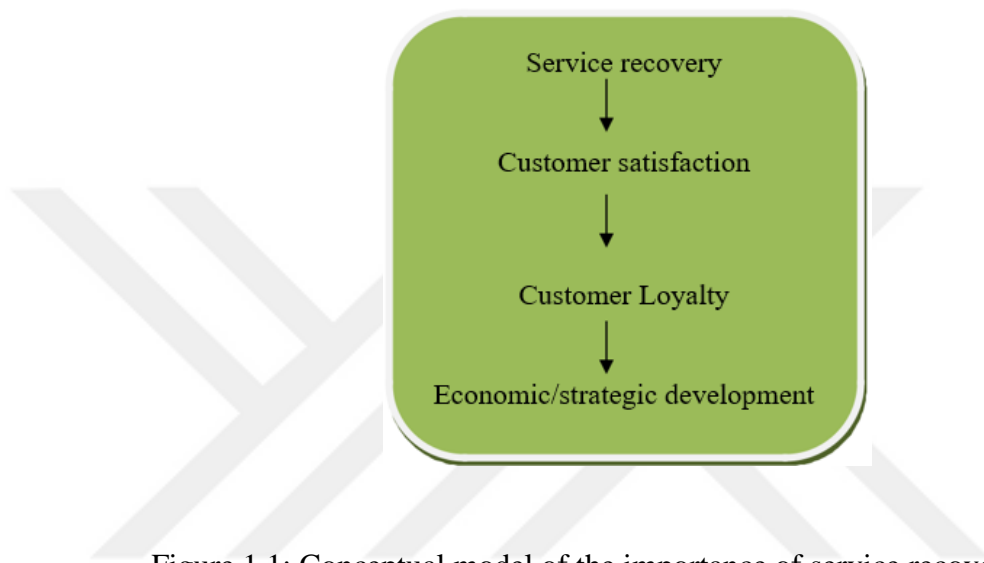 Service recovery
Customer satisfaction
Customer Loyalty
Economic/strategic development
Figure 1.1: Conceptual model of the importance of service